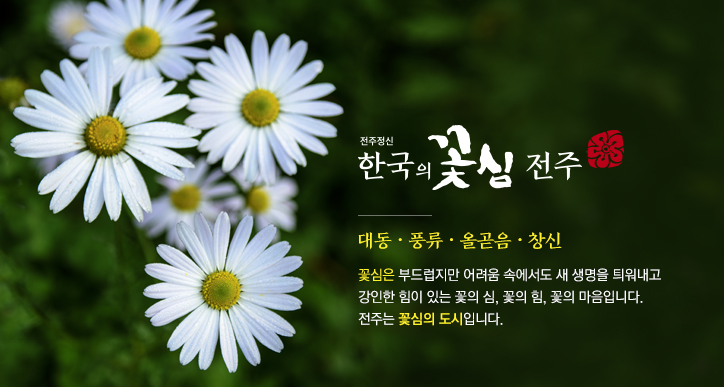 전주정신
한국의 꽃심 전주
대동 · 풍류 · 올곧음 · 창신
꽃심은 부드럽지만 어려움 속에서도 새 생명을 틔워내고
강인한 힘이 있는 꽃의 심, 꽃의 힘, 꽃의 마음입니다.
전주는 꽃심의 도시입니다.